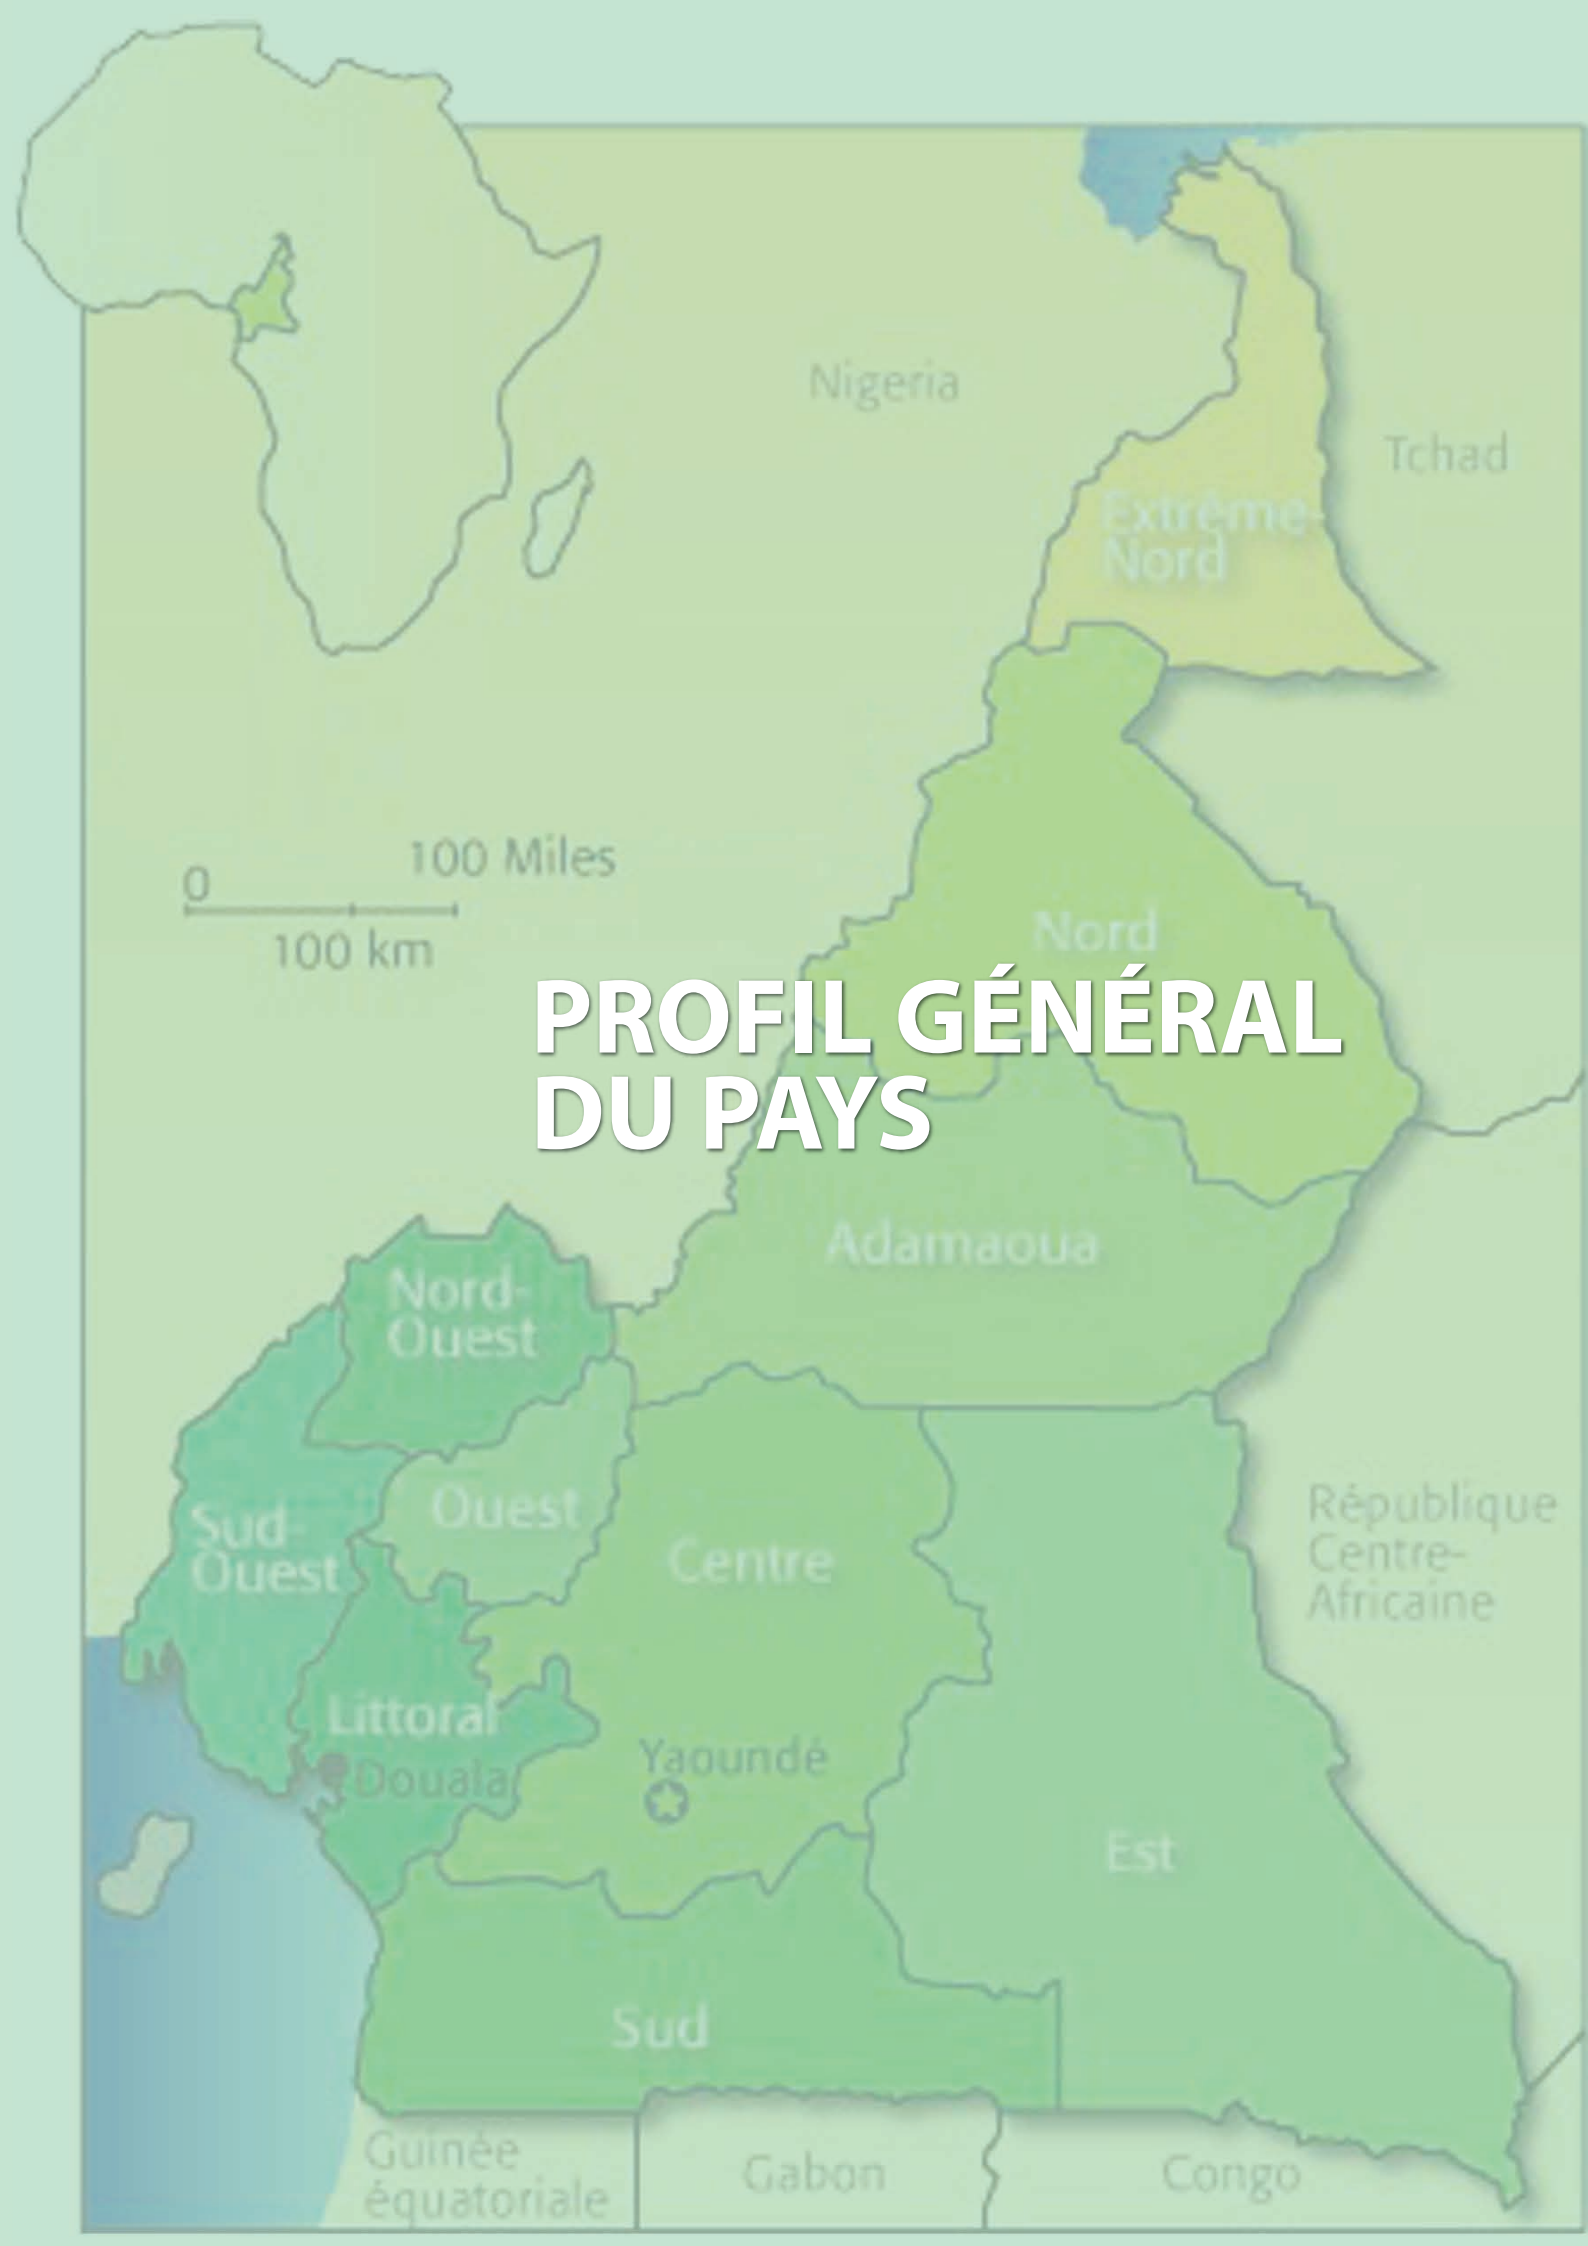 Nigeria
Tchad
Extrême-
Nord
0
100 Miles
100 km
Nord
PROFIL GÉNÉRAL
DU PAYS
Adamaoua
Nord-
Ouest
Ouest
Sud-
Ouest
Centre
République
Centre-
Africaine
Littoral
Douala
Yaoundé
Est
Sud
Guinée
équatoriale
Gabon
Congo